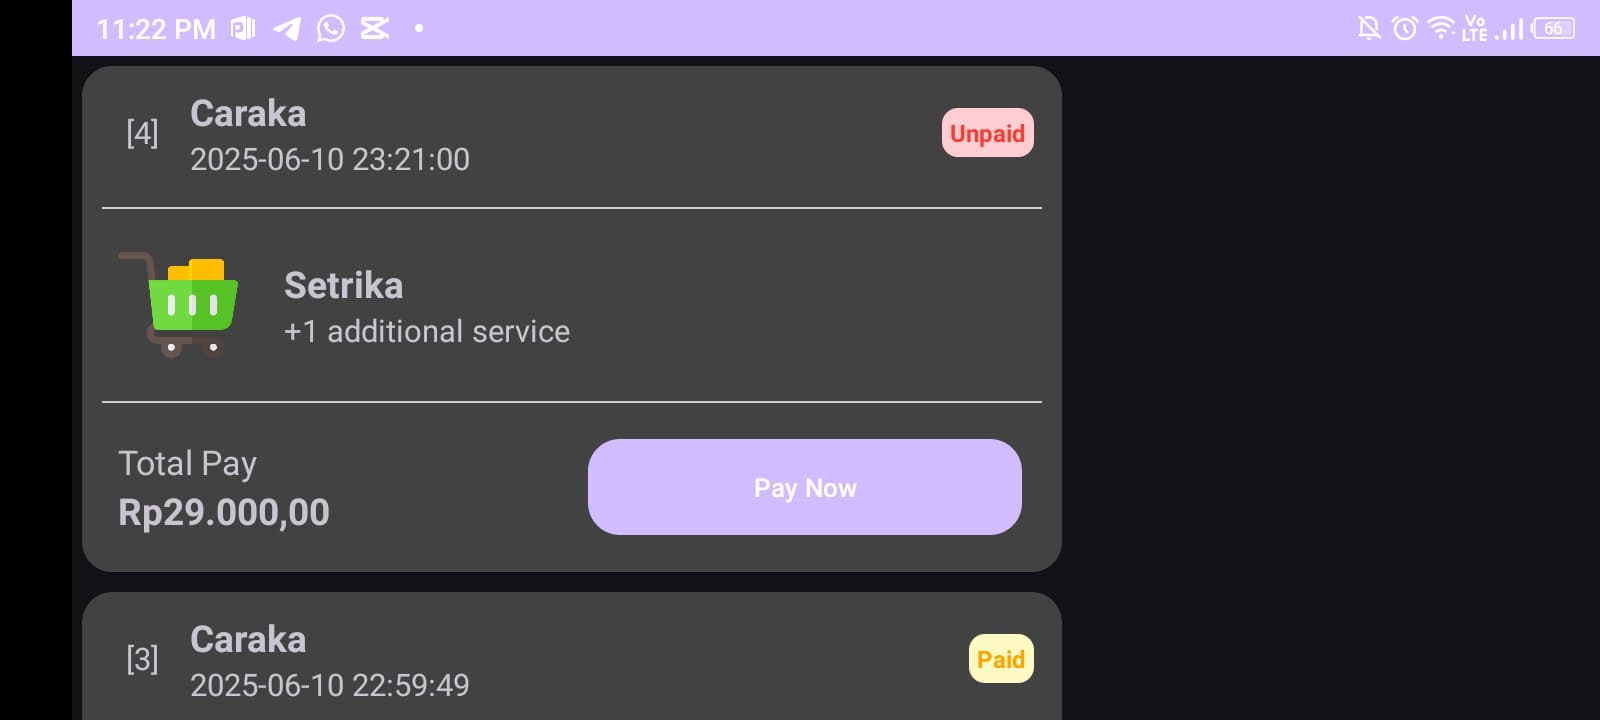 11:22 PM
Vo LTE
66
[4]
Caraka
2025-06-10 23:21:00
Unpaid
Setrika
+1 additional service
Total Pay
Rp29.000,00
Pay Now
[3]
Caraka
2025-06-10 22:59:49
Paid